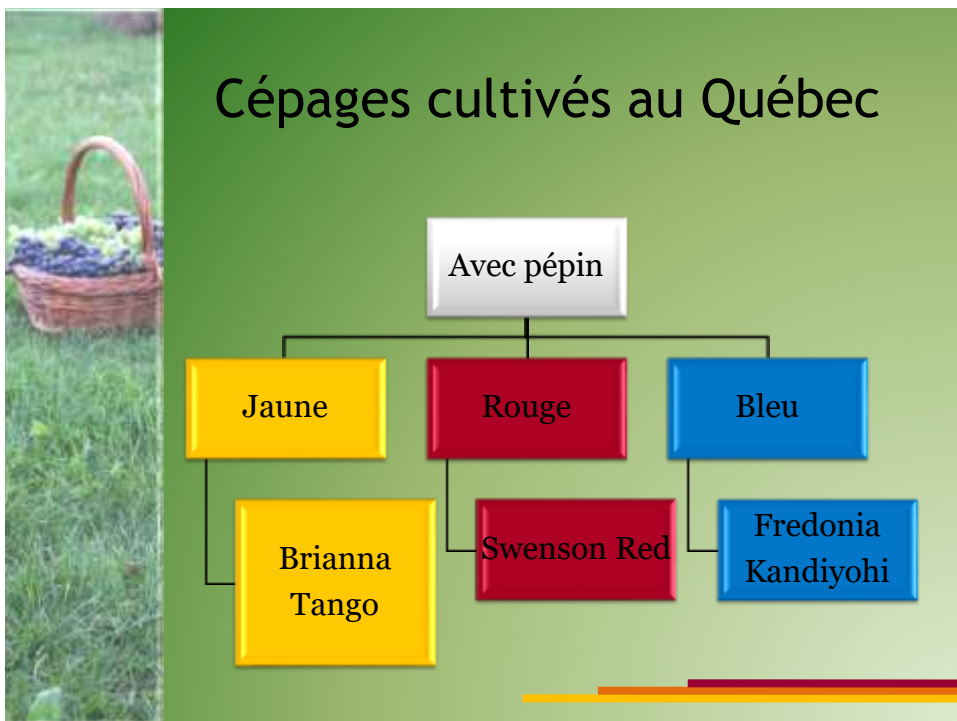 Cépages cultivés au Québec
Avec pépin
Jaune
Rouge
Bleu
Brianna
Tango
Swenson Red
Fredonia
Kandiyohi